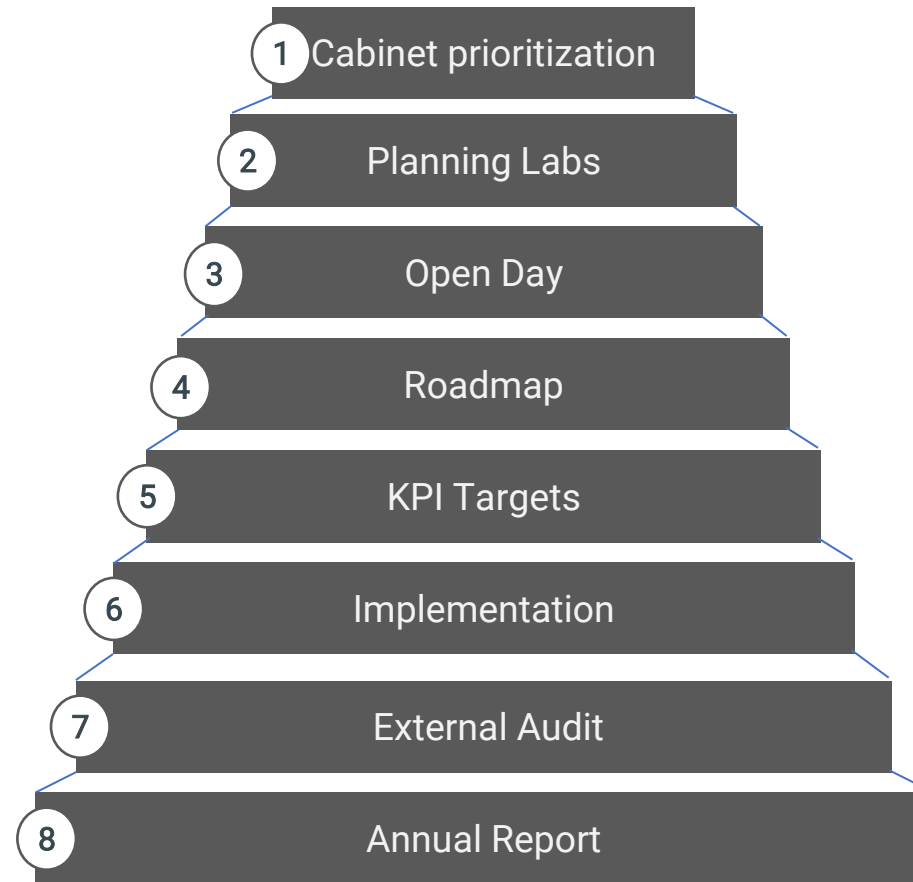 1 Cabinet prioritization
2 Planning Labs
3 Open Day
4 Roadmap
5 KPI Targets
6 Implementation
7 External Audit
8 Annual Report